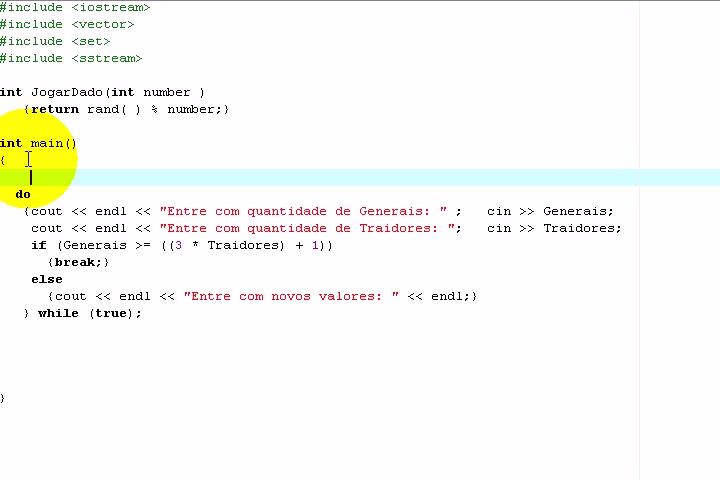 #include <iostream>
#include <vector>
#include <set>
#include <sstream>
int JogarDado(int number )
{return rand( ) % number;}
int main()
{
do
{cout << endl << "Entre com quantidade de Generais: " ; cin >> Generais;
cout << endl << "Entre com quantidade de Traidores: "; cin >> Traidores;
if (Generais >= ((3 * Traidores) + 1))
{break;}
else
{cout << endl << "Entre com novos valores: " << endl;}
} while (true);
}